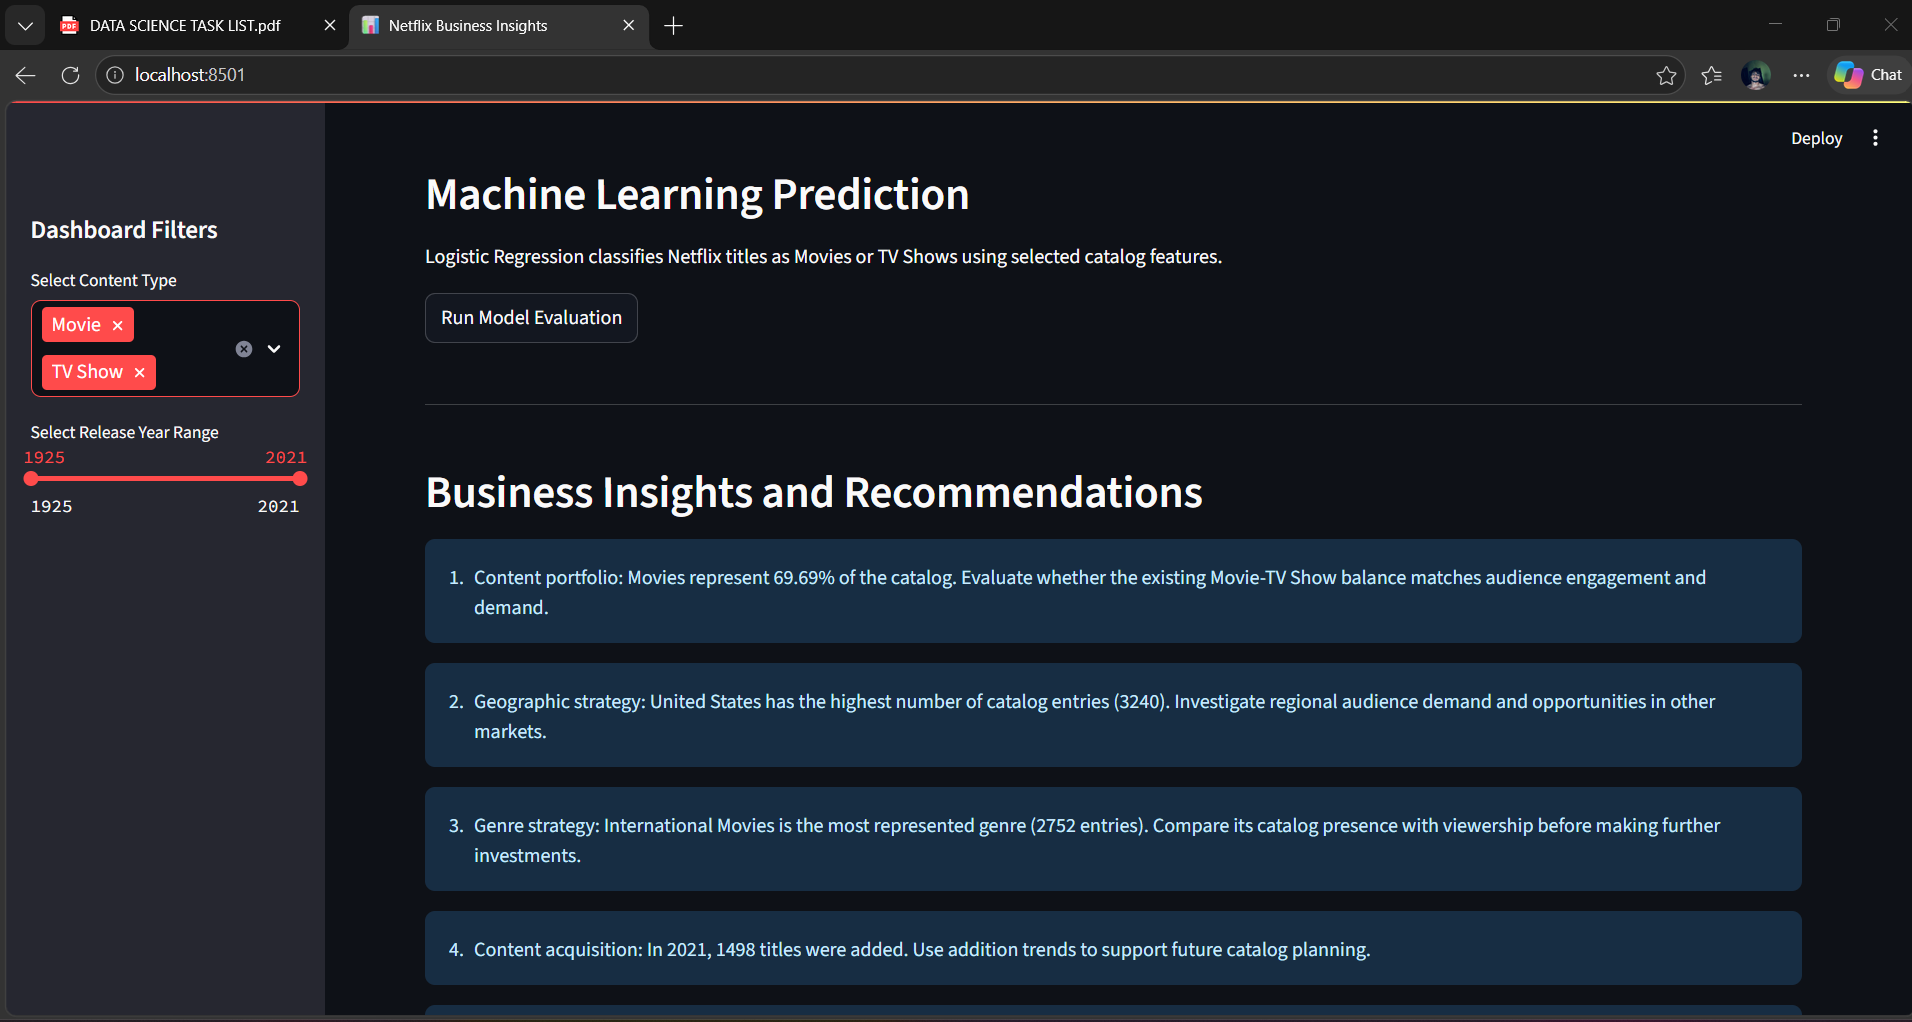 DATA SCIENCE TASK LIST.pdf
Netflix Business Insights
localhost:8501
Chat
Deploy
Dashboard Filters
Select Content Type
Movie
TV Show
Select Release Year Range
1925 2021
1925 2021
Machine Learning Prediction
Logistic Regression classifies Netflix titles as Movies or TV Shows using selected catalog features.
Run Model Evaluation
Business Insights and Recommendations
1. Content portfolio: Movies represent 69.69% of the catalog. Evaluate whether the existing Movie-TV Show balance matches audience engagement and
demand.
2. Geographic strategy: United States has the highest number of catalog entries (3240). Investigate regional audience demand and opportunities in other
markets.
3. Genre strategy: International Movies is the most represented genre (2752 entries). Compare its catalog presence with viewership before making further
investments.
4. Content acquisition: In 2021, 1498 titles were added. Use addition trends to support future catalog planning.